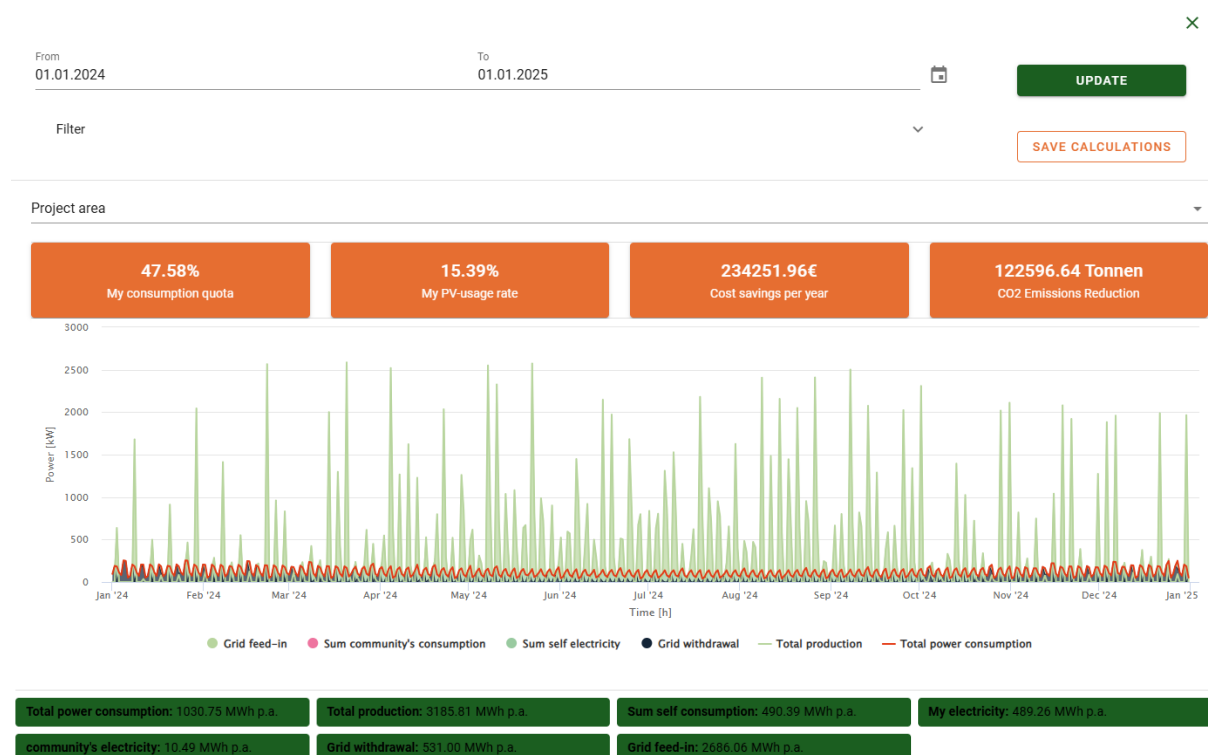 From
To
01.01.2024
01.01.2025
UPDATE
Filter
SAVE CALCULATIONS
Project area
47.58%
My consumption quota
15.39%
My PV-usage rate
234251.96€
Cost savings per year
122596.64 Tonnen
CO2 Emissions Reduction
3000
2500
2000
1500
1000
500
0
Power [kW]
Jan '24 Feb '24 Mar '24 Apr '24 May '24 Jun '24 Jul '24 Aug '24 Sep '24 Oct '24 Nov '24 Dec '24 Jan '25
Time [h]
Grid feed-in Sum community's consumption Sum self electricity Grid withdrawal Total production Total power consumption
Total power consumption: 1030.75 MWh p.a.
Total production: 3185.81 MWh p.a.
Sum self consumption: 490.39 MWh p.a.
My electricity: 489.26 MWh p.a.
community's electricity: 10.49 MWh p.a.
Grid withdrawal: 531.00 MWh p.a.
Grid feed-in: 2686.06 MWh p.a.